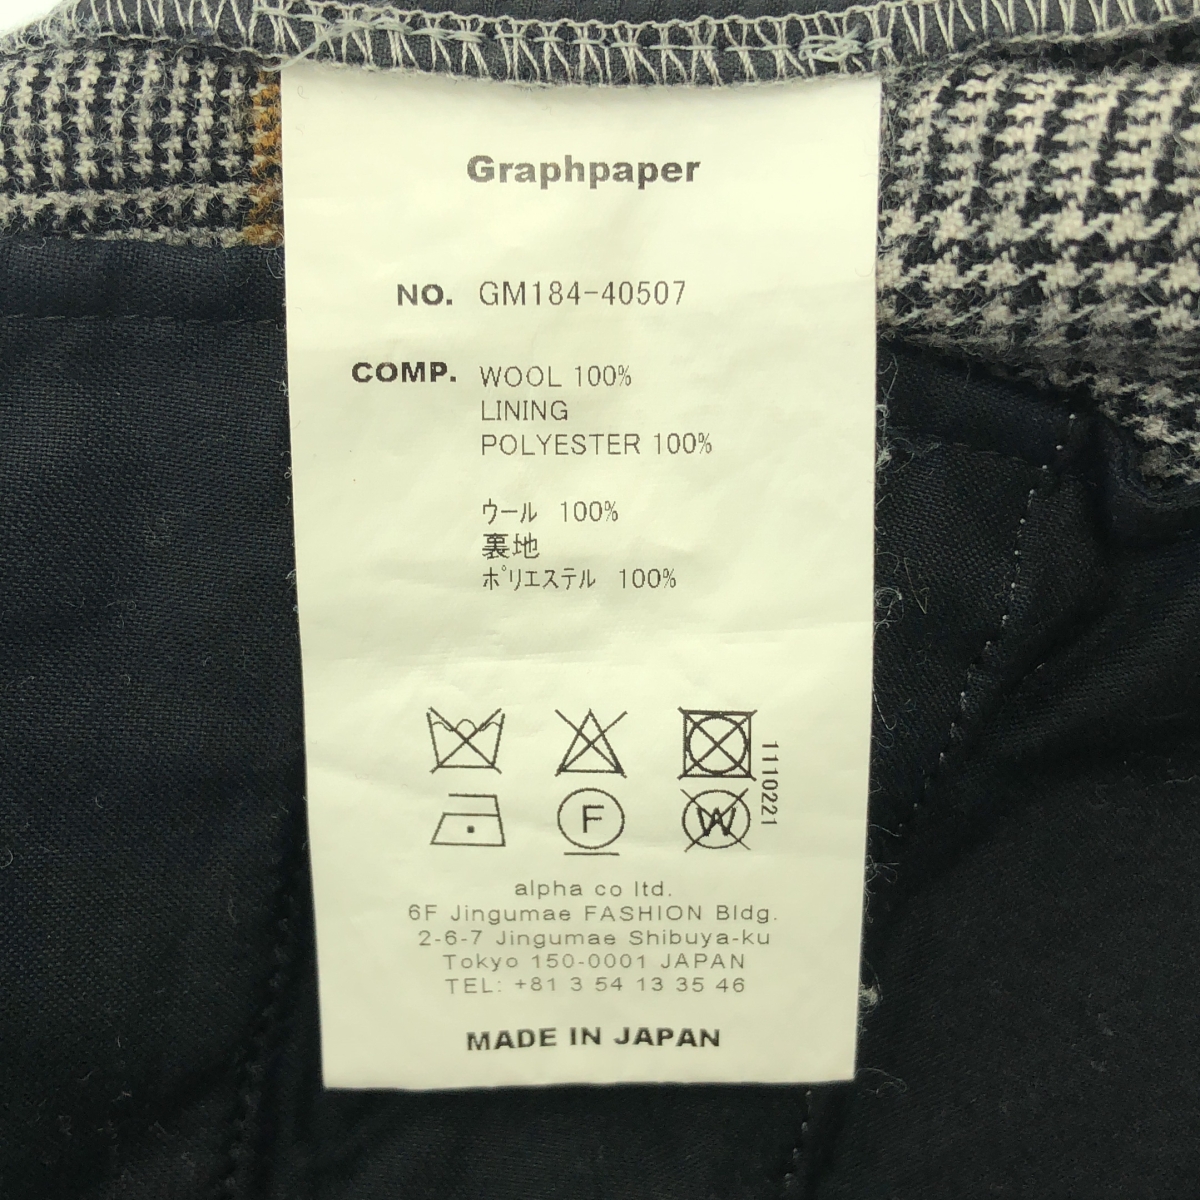 Graphpaper
NO. GM184-40507
COMP. WOOL 100%
LINING
POLYESTER 100%
ウール 100%
裏地
ポリエステル 100%
1110221
F
W
alpha co ltd.
6F Jingumae FASHION Bldg.
2-6-7 Jingumae Shibuya-ku
Tokyo 150-0001 JAPAN
TEL: +81 3 54 13 35 46
MADE IN JAPAN